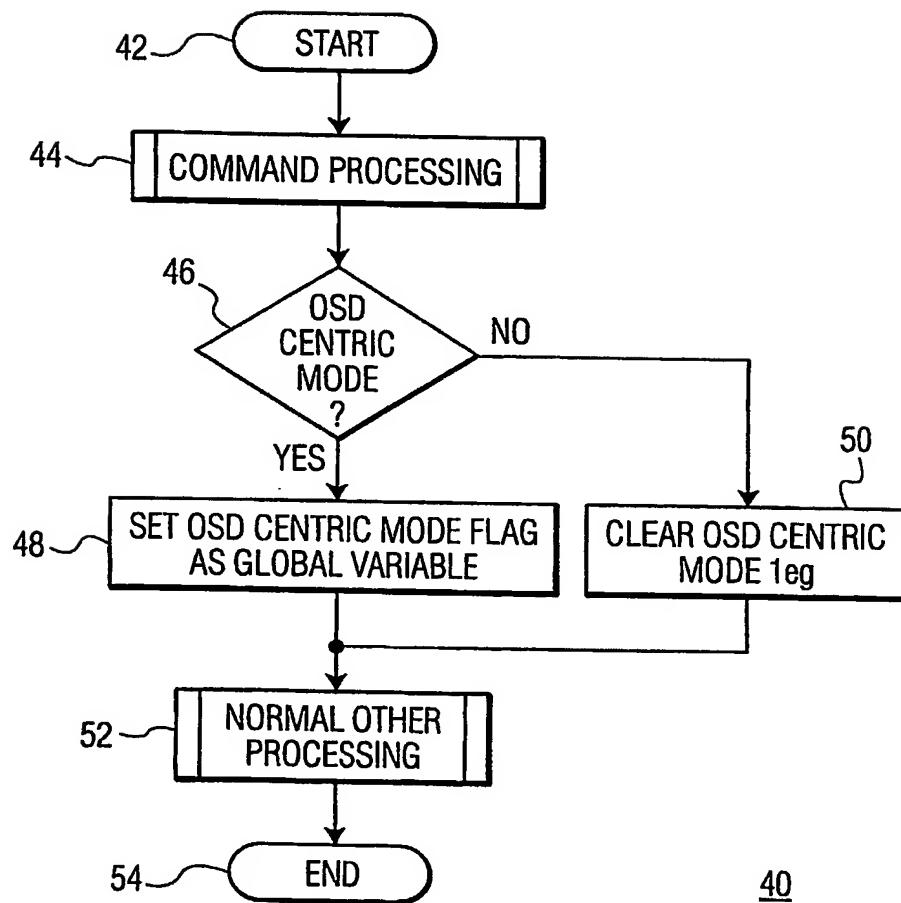 42
START
44
COMMAND PROCESSING
46
OSD
CENTRIC
MODE
?
NO
YES
50
48
SET OSD CENTRIC MODE FLAG
AS GLOBAL VARIABLE
CLEAR OSD CENTRIC
MODE 1eg
52
NORMAL OTHER
PROCESSING
54
END
40